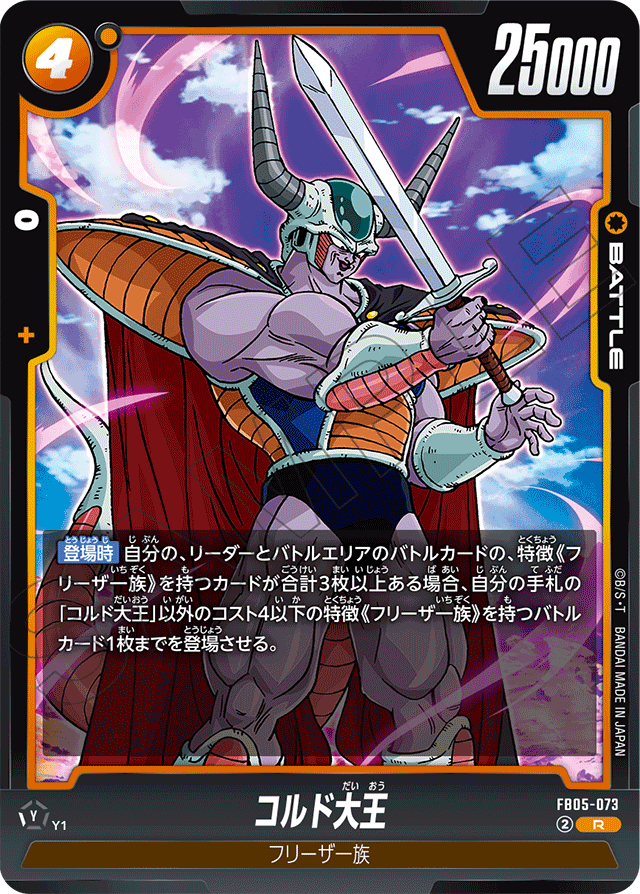 4
25000
0
+
BATTLE
登場時 自分の、リーダーとバトルエリアのバトルカードの、特徴《フ
リーザ一族》を持つカードが合計3枚以上ある場合、自分の手札の
「コルド大王」以外のコスト4以下の特徴《フリーザ一族》を持つバトル
カード1枚までを登場させる。
©B/S・T BANDAI MADE IN JAPAN
だい おう
コルド大王
FB05-073
Y Y1
② R
フリーザ一族
SAMPLE